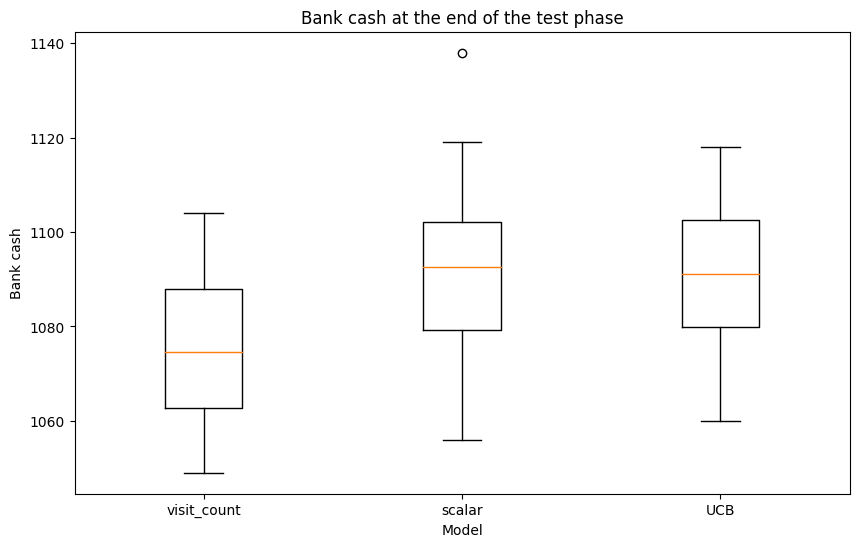 Bank cash at the end of the test phase
1140
1120
1100
1080
1060
Bank cash
visit_count
scalar
UCB
Model